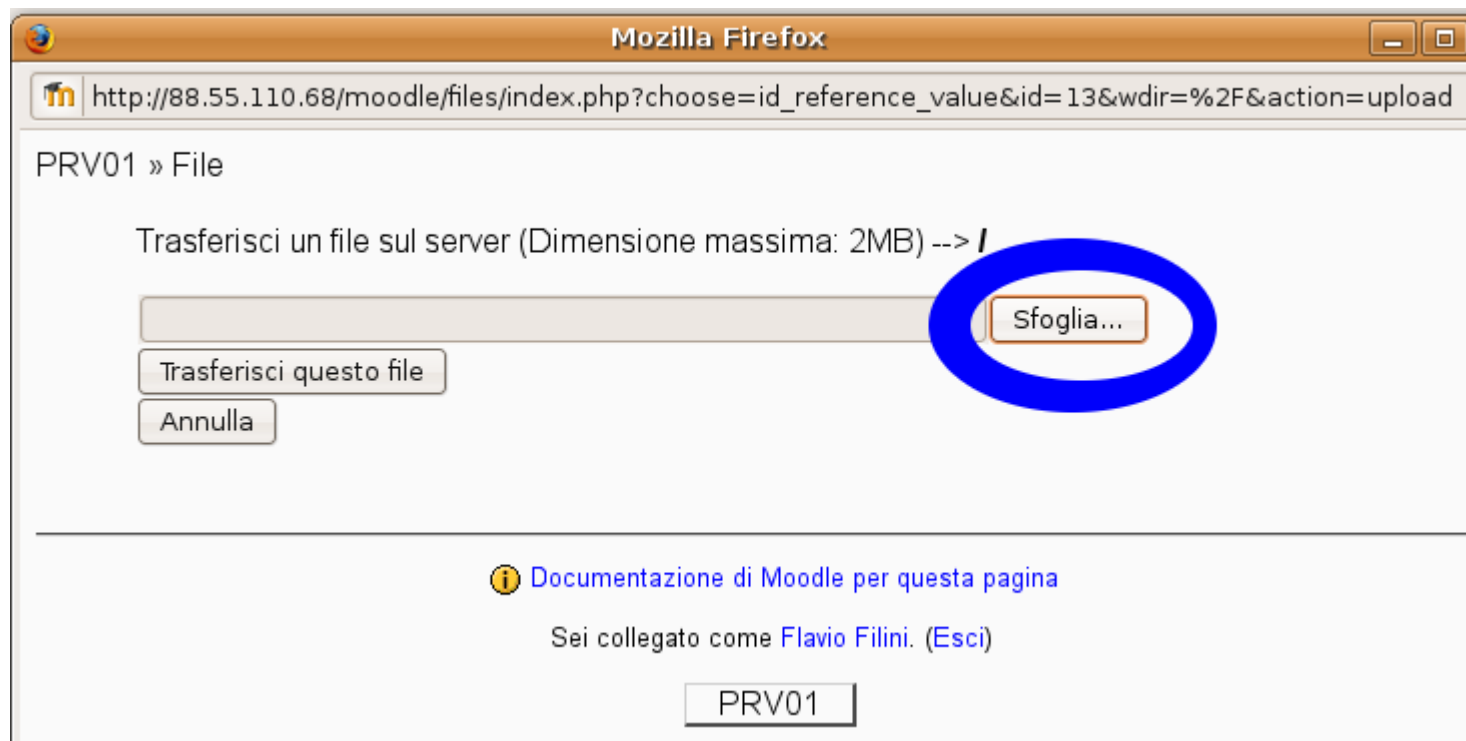 Mozilla Firefox
http://88.55.110.68/moodle/files/index.php?choose=id_reference_value&id=13&wdir=%2F&action=upload
PRV01 » File
Trasferisci un file sul server (Dimensione massima: 2MB) --> /
Sfoglia...
Trasferisci questo file
Annulla
Documentazione di Moodle per questa pagina
Sei collegato come Flavio Filini. (Esci)
PRV01